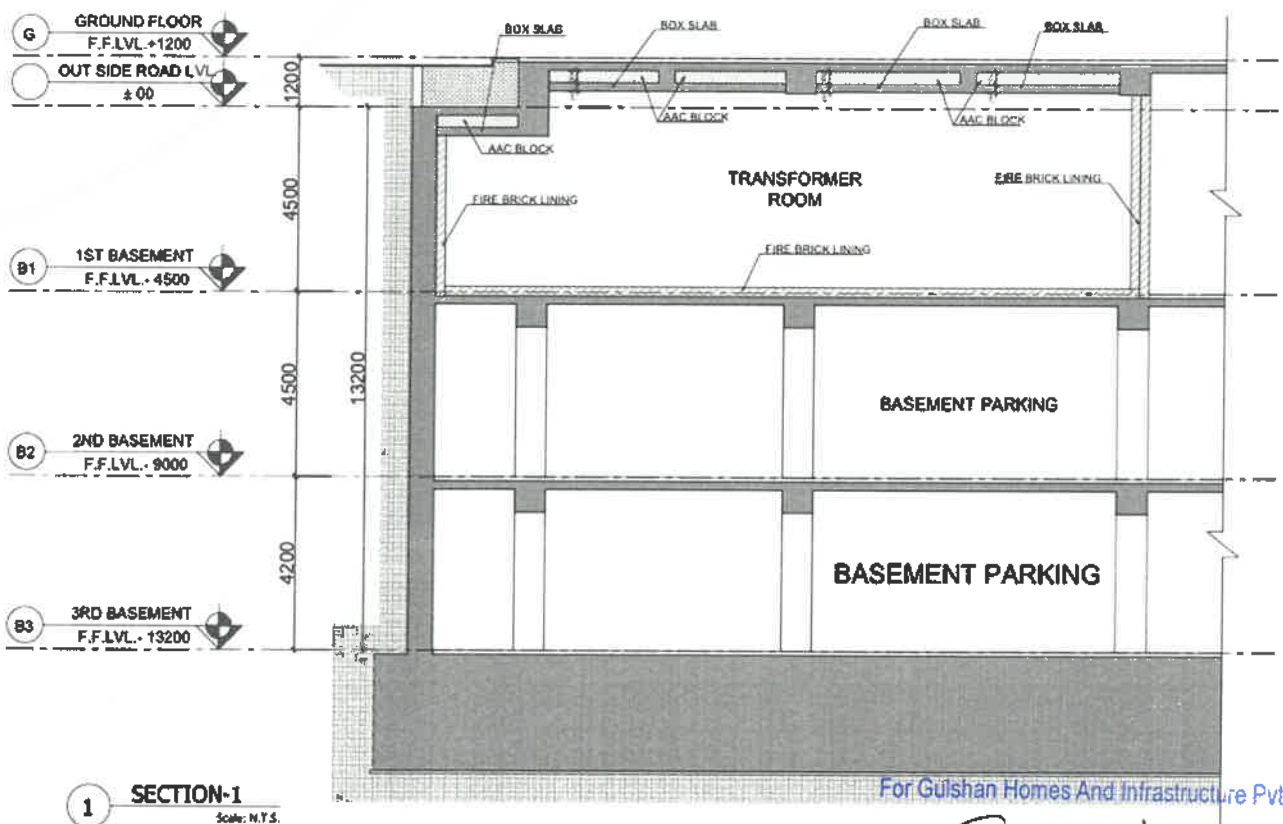 G
GROUND FLOOR
F.F.LVL.+1200
OUT SIDE ROAD LVL
± 00
B1
1ST BASEMENT
F.F.LVL.- 4500
B2
2ND BASEMENT
F.F.LVL.- 9000
B3
3RD BASEMENT
F.F.LVL.- 13200
1200
4500
4500
4200
13200
BOX SLAB
BOX SLAB
BOX SLAB
BOX SLAB
AAC BLOCK
AAC BLOCK
AAC BLOCK
TRANSFORMER
ROOM
FIRE BRICK LINING
FIRE BRICK LINING
FIRE BRICK LINING
BASEMENT PARKING
BASEMENT PARKING
1
SECTION-1
Scale: N.T.S.
For Gulshan Homes And Infrastructure Pvt